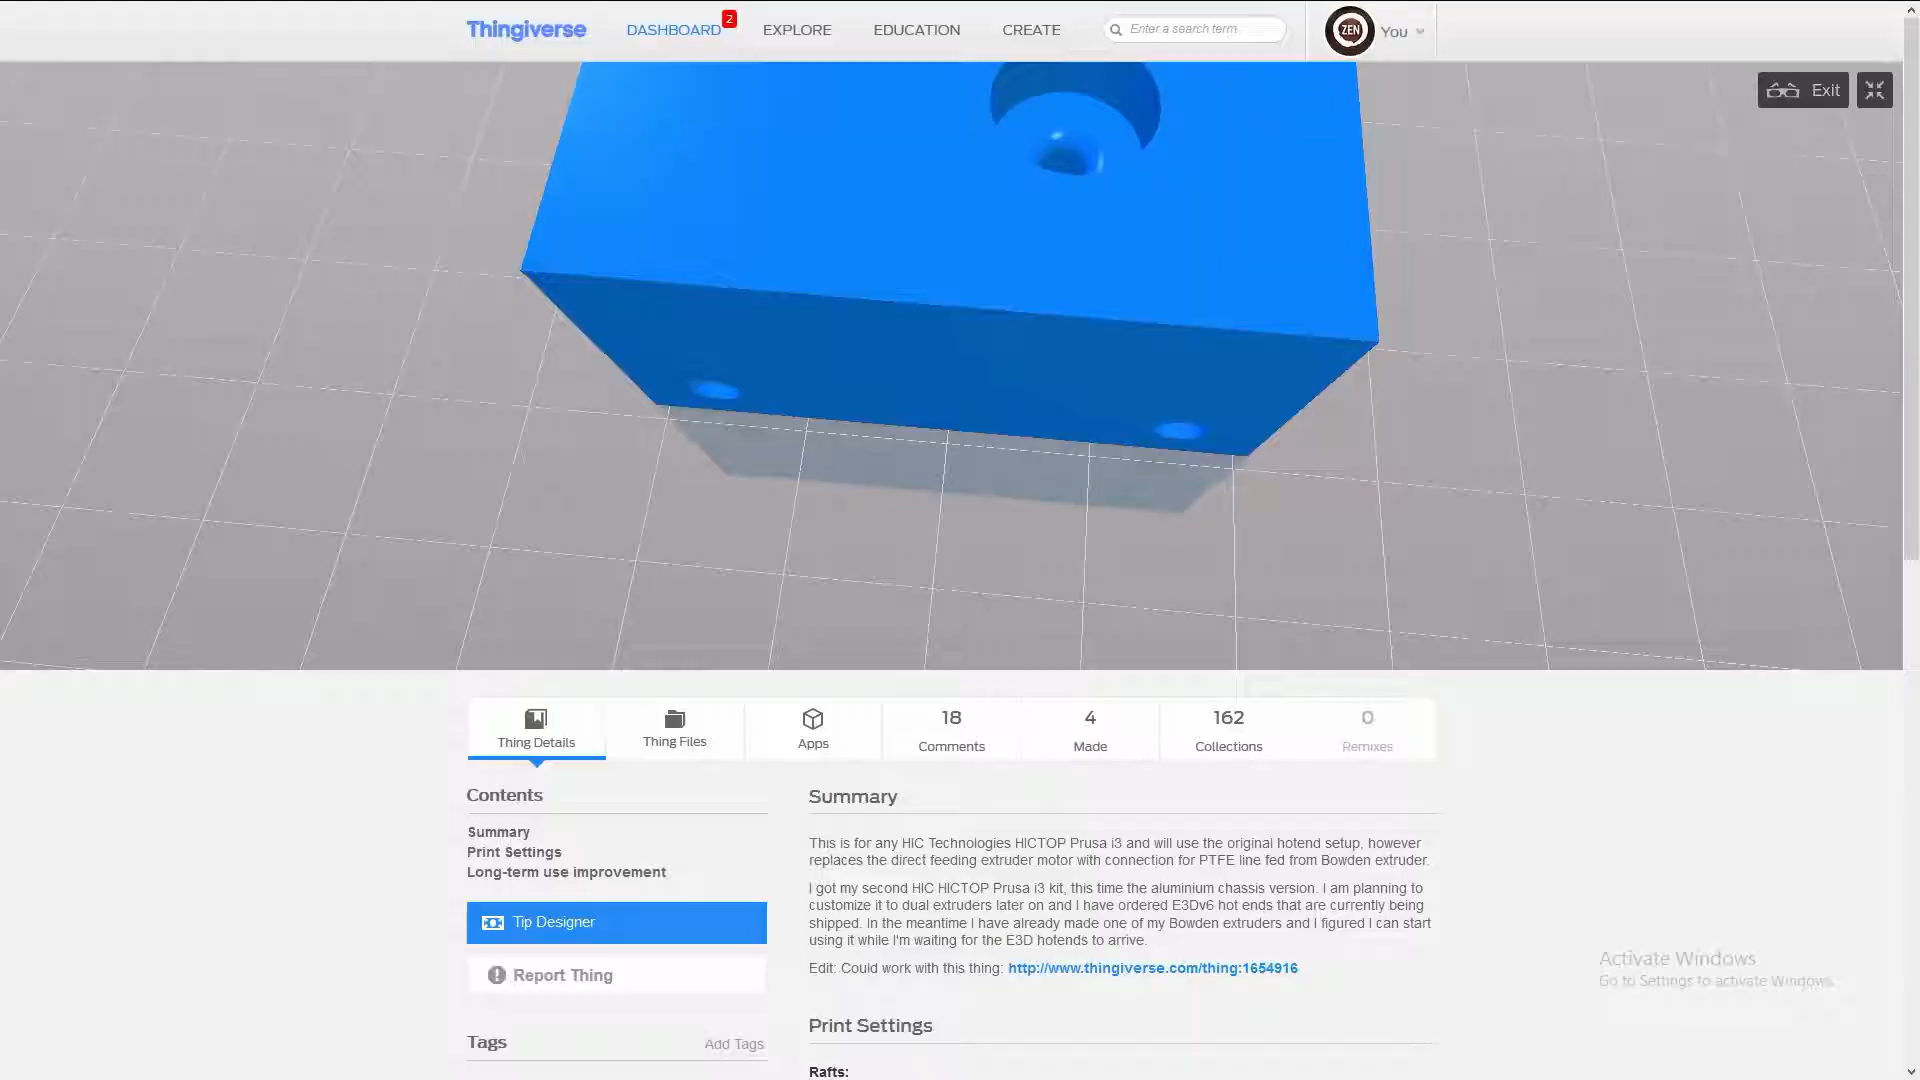 Thingiverse
DASHBOARD 2
EXPLORE
EDUCATION
CREATE
Enter a search term
ZEN
You
Exit
Thing Details
Thing Files
Apps
18
Comments
4
Made
162
Collections
0
Remixes
Contents
Summary
Print Settings
Long-term use improvement
Tip Designer
Report Thing
Tags
Add Tags
Summary
This is for any HIC Technologies HICTOP Prusa i3 and will use the original hotend setup, however
replaces the direct feeding extruder motor with connection for PTFE line fed from Bowden extruder.
I got my second HIC HICTOP Prusa i3 kit, this time the aluminium chassis version. I am planning to
customize it to dual extruders later on and I have ordered E3Dv6 hot ends that are currently being
shipped. In the meantime I have already made one of my Bowden extruders and I figured I can start
using it while I'm waiting for the E3D hotends to arrive.
Edit: Could work with this thing: http://www.thingiverse.com/thing:1654916
Print Settings
Rafts:
Activate Windows
Go to Settings to activate Windows.